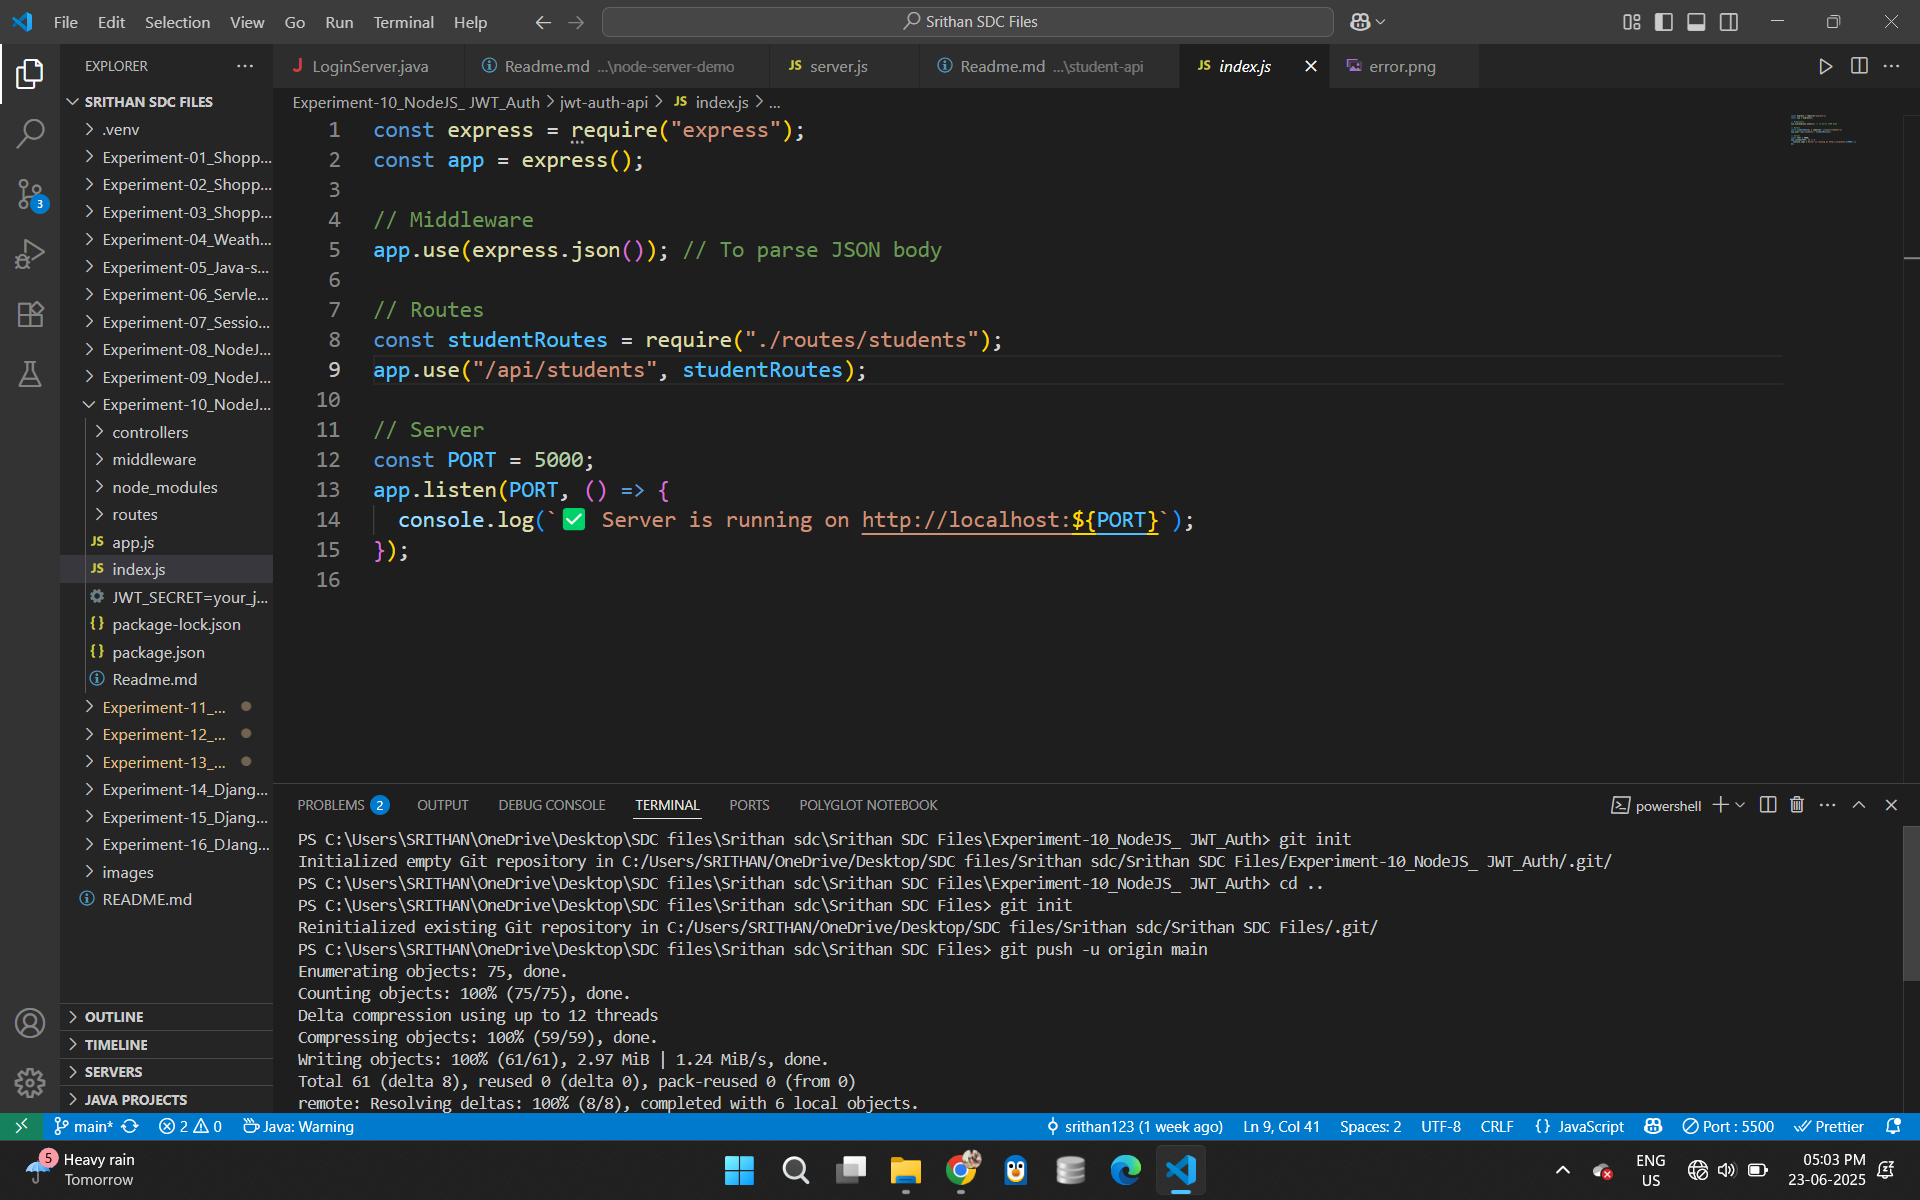 File Edit Selection View Go Run Terminal Help
Srithan SDC Files
EXPLORER
SRITHAN SDC FILES
.venv
Experiment-01_Shopp...
Experiment-02_Shopp...
Experiment-03_Shopp...
Experiment-04_Weath...
Experiment-05_Java-s...
Experiment-06_Servle...
Experiment-07_Sessio...
Experiment-08_NodeJ...
Experiment-09_NodeJ...
Experiment-10_NodeJ...
controllers
middleware
node_modules
routes
JS app.js
JS index.js
JWT_SECRET=your_j...
{} package-lock.json
{} package.json
Readme.md
Experiment-11_...
Experiment-12_...
Experiment-13_...
Experiment-14_Djang...
Experiment-15_Djang...
Experiment-16_DJang...
images
README.md
OUTLINE
TIMELINE
SERVERS
JAVA PROJECTS
3
J LoginServer.java
Readme.md ...\node-server-demo
JS server.js
Readme.md ...\student-api
JS index.js
error.png
Experiment-10_NodeJS_ JWT_Auth > jwt-auth-api > JS index.js > ...
1 const express = require("express");
2 const app = express();
3
4 // Middleware
5 app.use(express.json()); // To parse JSON body
6
7 // Routes
8 const studentRoutes = require("./routes/students");
9 app.use("/api/students", studentRoutes);
10
11 // Server
12 const PORT = 5000;
13 app.listen(PORT, () => {
14 console.log(`✅ Server is running on http://localhost:${PORT}`);
15 });
16
PROBLEMS 2 OUTPUT DEBUG CONSOLE TERMINAL PORTS POLYGLOT NOTEBOOK
powershell
PS C:\Users\SRITHAN\OneDrive\Desktop\SDC files\Srithan sdc\Srithan SDC Files\Experiment-10_NodeJS_ JWT_Auth> git init
Initialized empty Git repository in C:/Users/SRITHAN/OneDrive/Desktop/SDC files/Srithan sdc/Srithan SDC Files/Experiment-10_NodeJS_ JWT_Auth/.git/
PS C:\Users\SRITHAN\OneDrive\Desktop\SDC files\Srithan sdc\Srithan SDC Files\Experiment-10_NodeJS_ JWT_Auth> cd ..
PS C:\Users\SRITHAN\OneDrive\Desktop\SDC files\Srithan sdc\Srithan SDC Files> git init
Reinitialized existing Git repository in C:/Users/SRITHAN/OneDrive/Desktop/SDC files/Srithan sdc/Srithan SDC Files/.git/
PS C:\Users\SRITHAN\OneDrive\Desktop\SDC files\Srithan sdc\Srithan SDC Files> git push -u origin main
Enumerating objects: 75, done.
Counting objects: 100% (75/75), done.
Delta compression using up to 12 threads
Compressing objects: 100% (59/59), done.
Writing objects: 100% (61/61), 2.97 MiB | 1.24 MiB/s, done.
Total 61 (delta 8), reused 0 (delta 0), pack-reused 0 (from 0)
remote: Resolving deltas: 100% (8/8), completed with 6 local objects.
main* 2 0 Java: Warning srithan123 (1 week ago) Ln 9, Col 41 Spaces: 2 UTF-8 CRLF {} JavaScript Port : 5500 Prettier
5 Heavy rain
Tomorrow
ENG
US
05:03 PM
23-06-2025